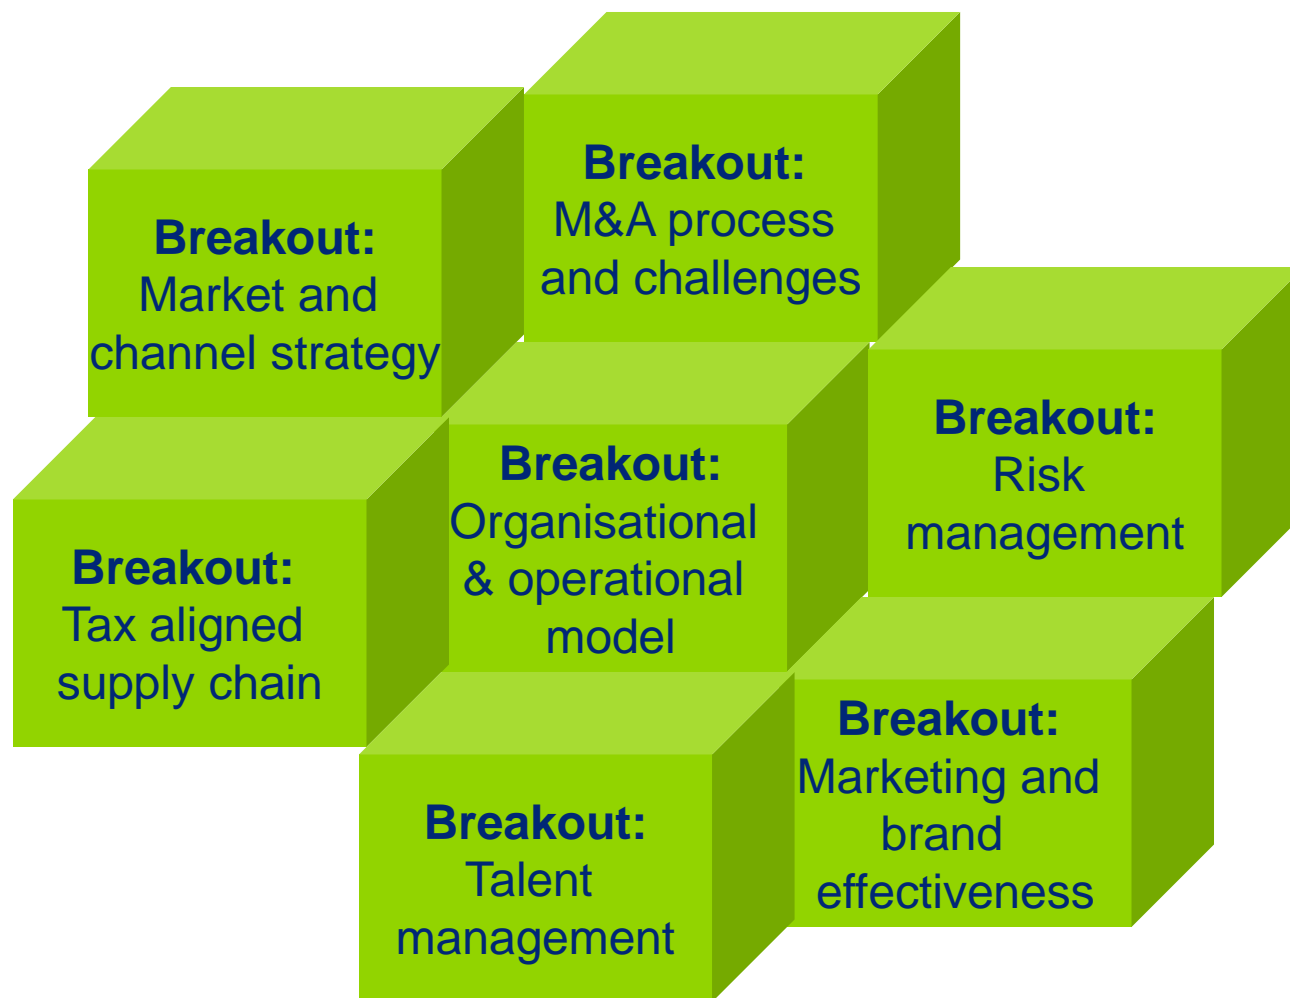 Breakout:
Market and
channel strategy
Breakout:
M&A process
and challenges
Breakout:
Tax aligned
supply chain
Breakout:
Organisational
& operational
model
Breakout:
Risk
management
Breakout:
Talent
management
Breakout:
Marketing and
brand
effectiveness